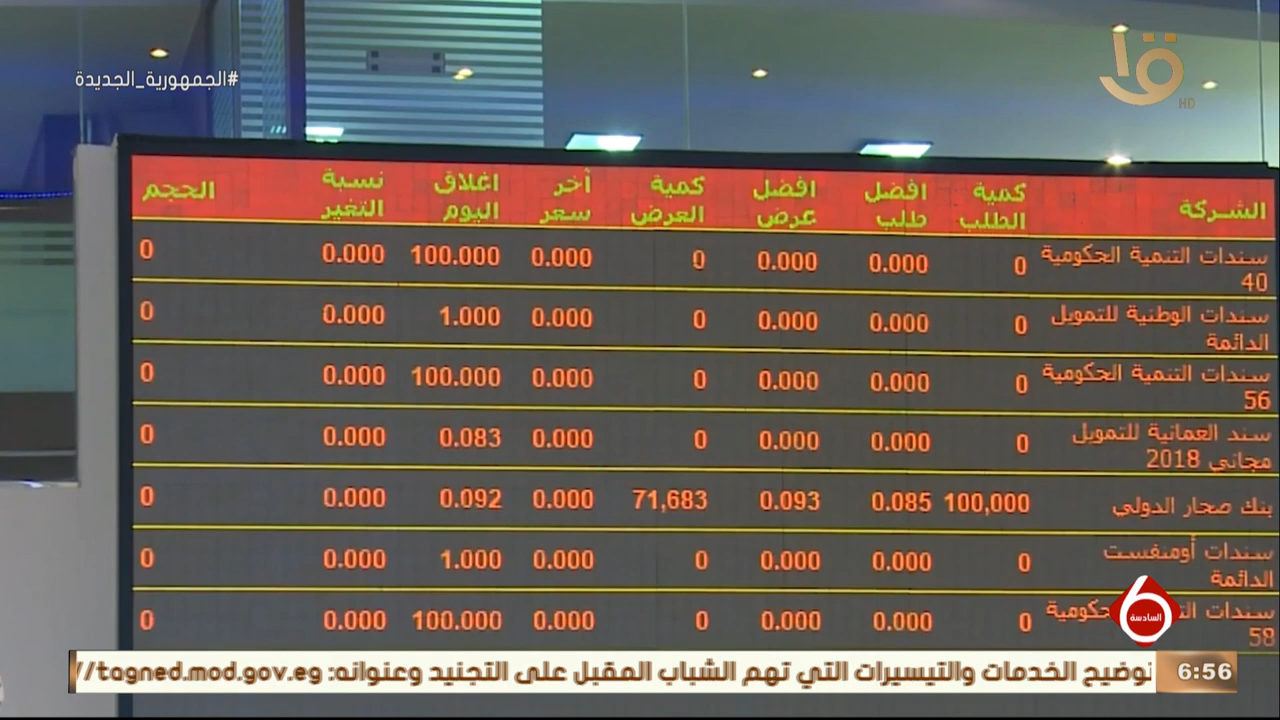 #الجمهورية_الجديدة
HD
الشركة كمية الطلب افضل طلب افضل عرض كمية العرض آخر سعر اغلاق اليوم نسبة التغير الحجم
سندات التنمية الحكومية 40 0 0.000 0.000 0 0.000 100.000 0.000 0
سندات الوطنية للتمويل الدائمة 0 0.000 0.000 0 0.000 1.000 0.000 0
سندات التنمية الحكومية 56 0 0.000 0.000 0 0.000 100.000 0.000 0
سند العمانية للتمويل مجاني 2018 0 0.000 0.000 0 0.000 0.083 0.000 0
بنك صحار الدولي 100,000 0.085 0.093 71,683 0.000 0.092 0.000 0
سندات أومنفست الدائمة 0 0.000 0.000 0 0.000 1.000 0.000 0
سندات 58 0 0.000 0.000 0 0.000 100.000 0.000 0
6 السادسة
6:56 توضيح الخدمات والتيسيرات التي تهم الشباب المقبل على التجنيد وعنوانه: //tagned.mod.gov.eg